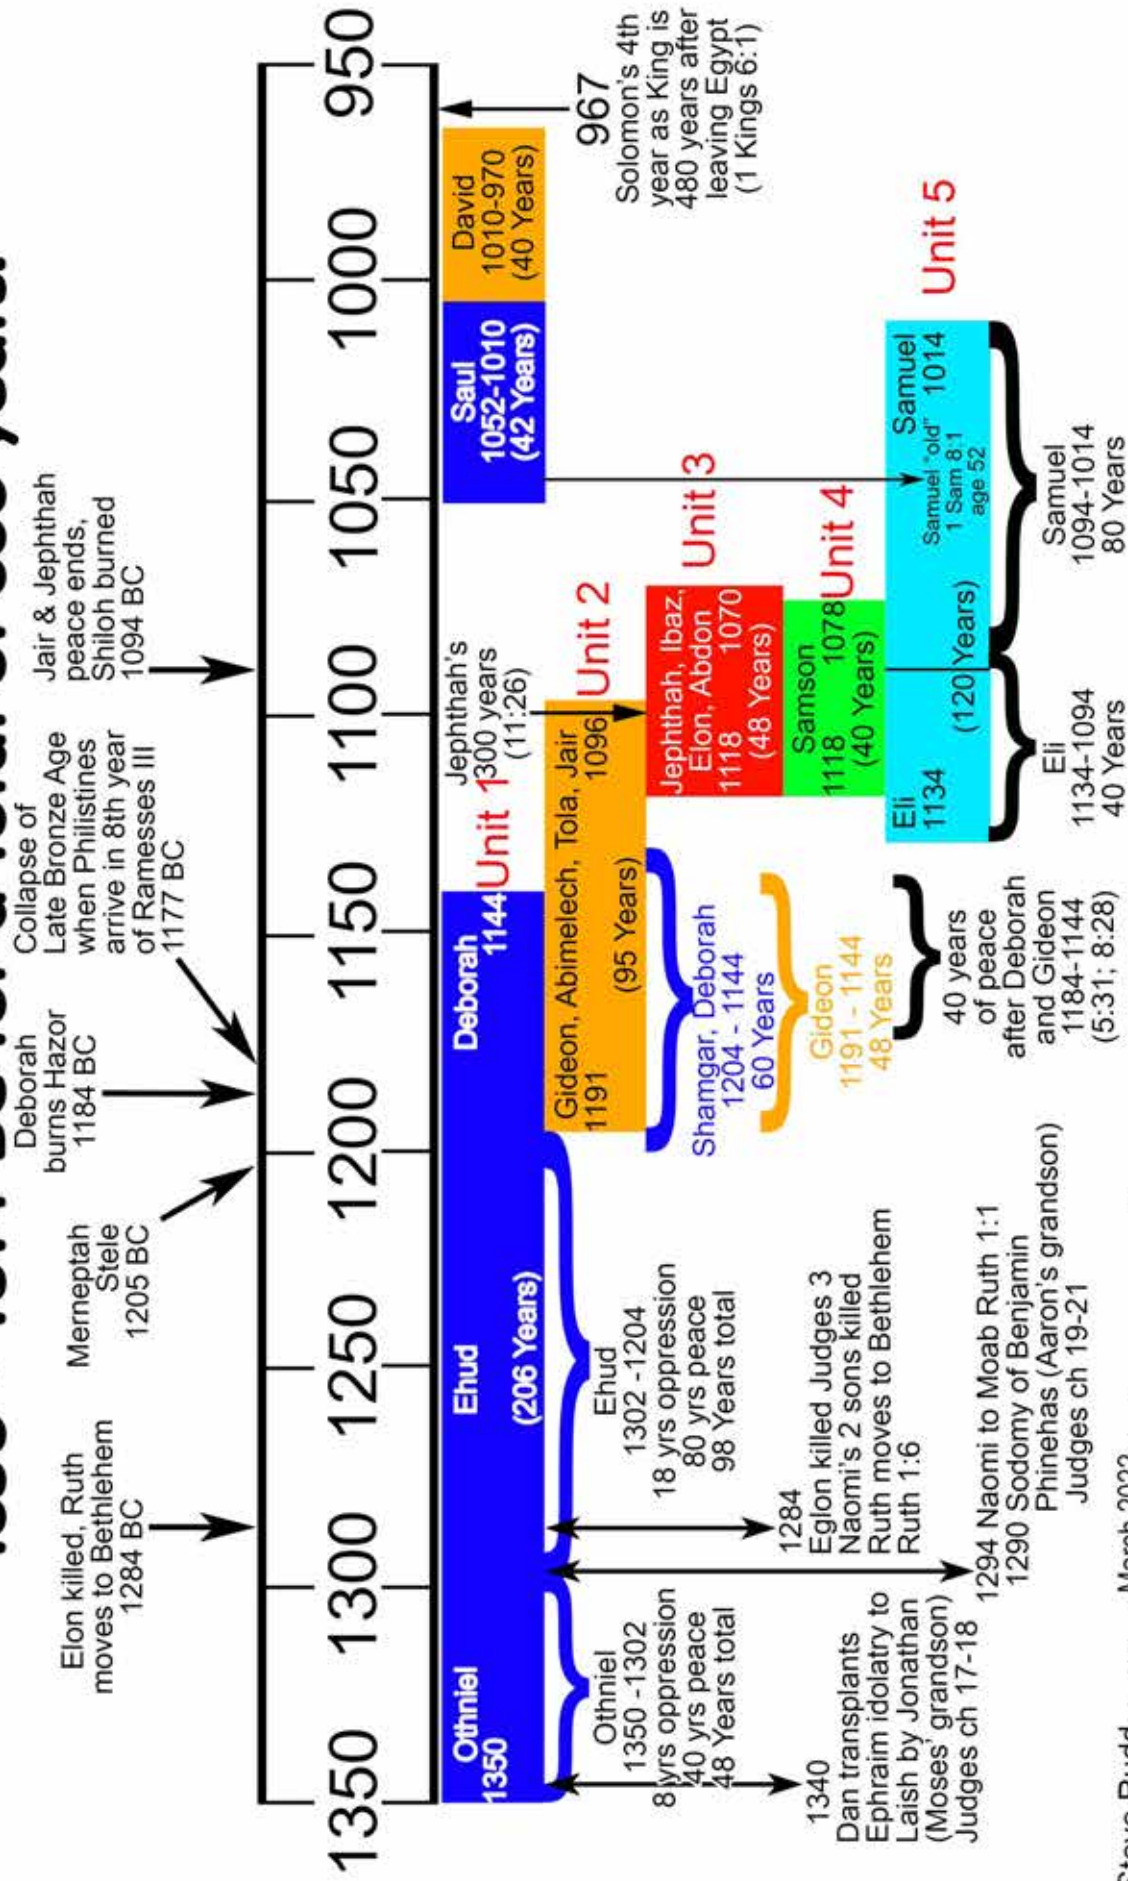 Elon killed, Ruth
moves to Bethlehem
1284 BC
Merneptah
Stele
1205 BC
Deborah
burns Hazor
1184 BC
Collapse of
Late Bronze Age
when Philistines
arrive in 8th year
of Ramesses III
1177 BC
Jair & Jephthah
peace ends,
Shiloh burned
1094 BC
1350 1300 1250 1200 1150 1100 1050 1000 950
Othniel
1350
Ehud
(206 Years)
Deborah
1144
Unit 1
Jephthah's
300 years
(11:26)
Saul
1052-1010
(42 Years)
David
1010-970
(40 Years)
967
Solomon's 4th
year as King is
480 years after
leaving Egypt
(1 Kings 6:1)
Gideon, Abimelech, Tola, Jair
1191 1096
(95 Years)
Unit 2
Jephthah, Ibaz,
Elon, Abdon
1118 1070
(48 Years)
Unit 3
Samson
1118 1078
(40 Years)
Unit 4
Eli
1134
(120 Years)
Samuel
1014
Samuel "old"
1 Sam 8:1
age 52
Unit 5
Othniel
1350 -1302
8 yrs oppression
40 yrs peace
48 Years total
Ehud
1302 -1204
18 yrs oppression
80 yrs peace
98 Years total
Shamgar, Deborah
1204 - 1144
60 Years
Gideon
1191 - 1144
48 Years
40 years
of peace
after Deborah
and Gideon
1184-1144
(5:31; 8:28)
Eli
1134-1094
40 Years
Samuel
1094-1014
80 Years
1340
Dan transplants
Ephraim idolatry to
Laish by Jonathan
(Moses' grandson)
Judges ch 17-18
1284
Eglon killed Judges 3
Naomi's 2 sons killed
Ruth moves to Bethlehem
Ruth 1:6
1294 Naomi to Moab Ruth 1:1
1290 Sodomy of Benjamin
Phinehas (Aaron's grandson)
Judges ch 19-21